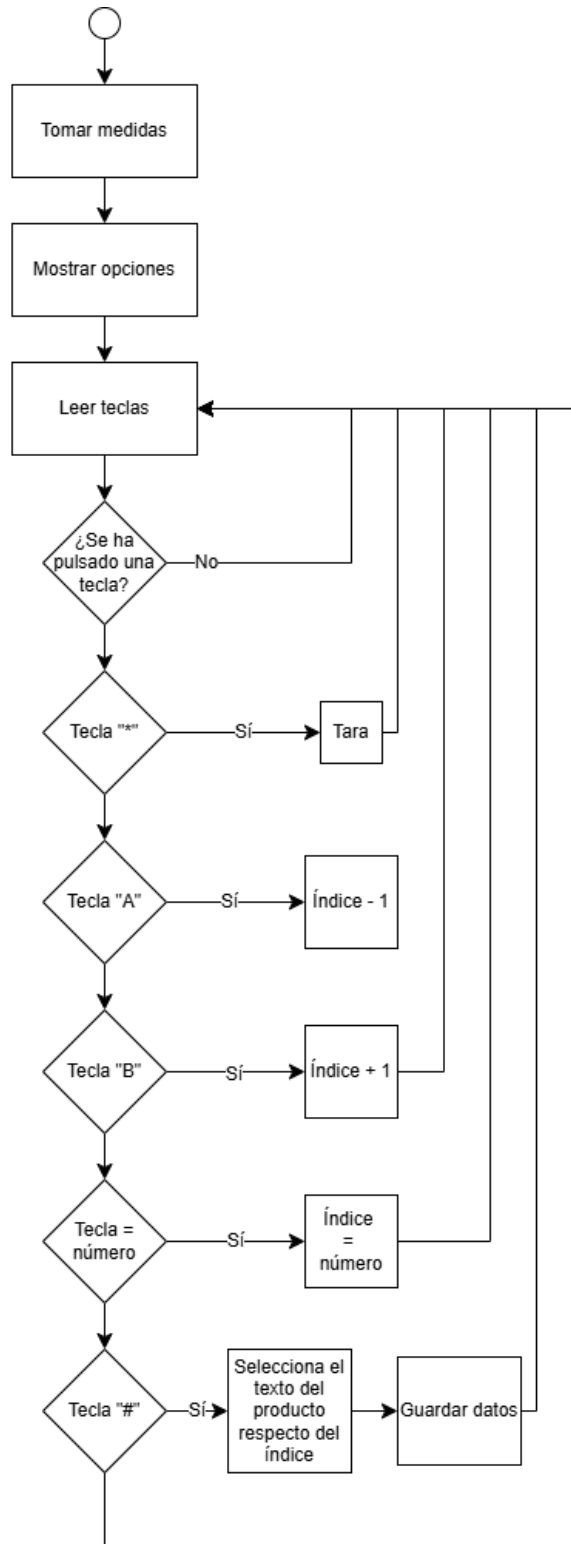 Tomar medidas
Mostrar opciones
Leer teclas
¿Se ha
pulsado una
tecla?
No
Tecla "*"
Sí
Tara
Tecla "A"
Sí
Índice - 1
Tecla "B"
Sí
Índice + 1
Tecla =
número
Sí
Índice
=
número
Tecla "#"
Sí
Selecciona el
texto del
producto
respecto del
índice
Guardar datos